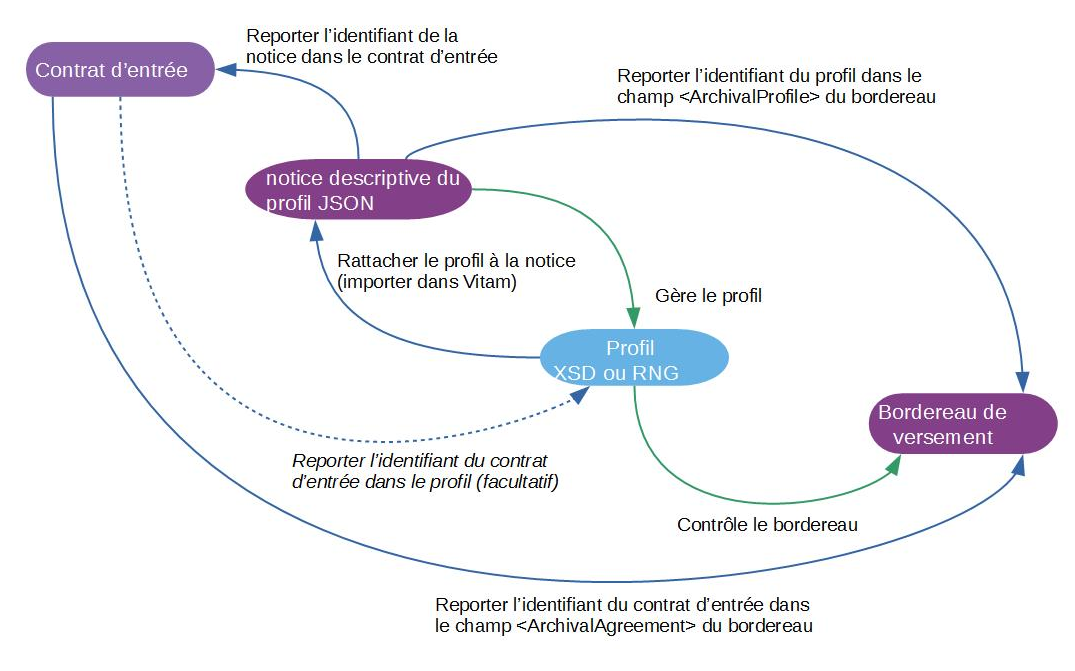 Reporter l’identifiant de la
notice dans le contrat d’entrée
Contrat d’entrée
Reporter l’identifiant du profil dans le
champ <ArchivalProfile> du bordereau
notice descriptive du
profil JSON
Rattacher le profil à la notice
(importer dans Vitam)
Gère le profil
Profil
XSD ou RNG
Bordereau de
versement
Reporter l’identifiant du contrat
d’entrée dans le profil (facultatif)
Contrôle le bordereau
Reporter l’identifiant du contrat d’entrée dans
le champ <ArchivalAgreement> du bordereau